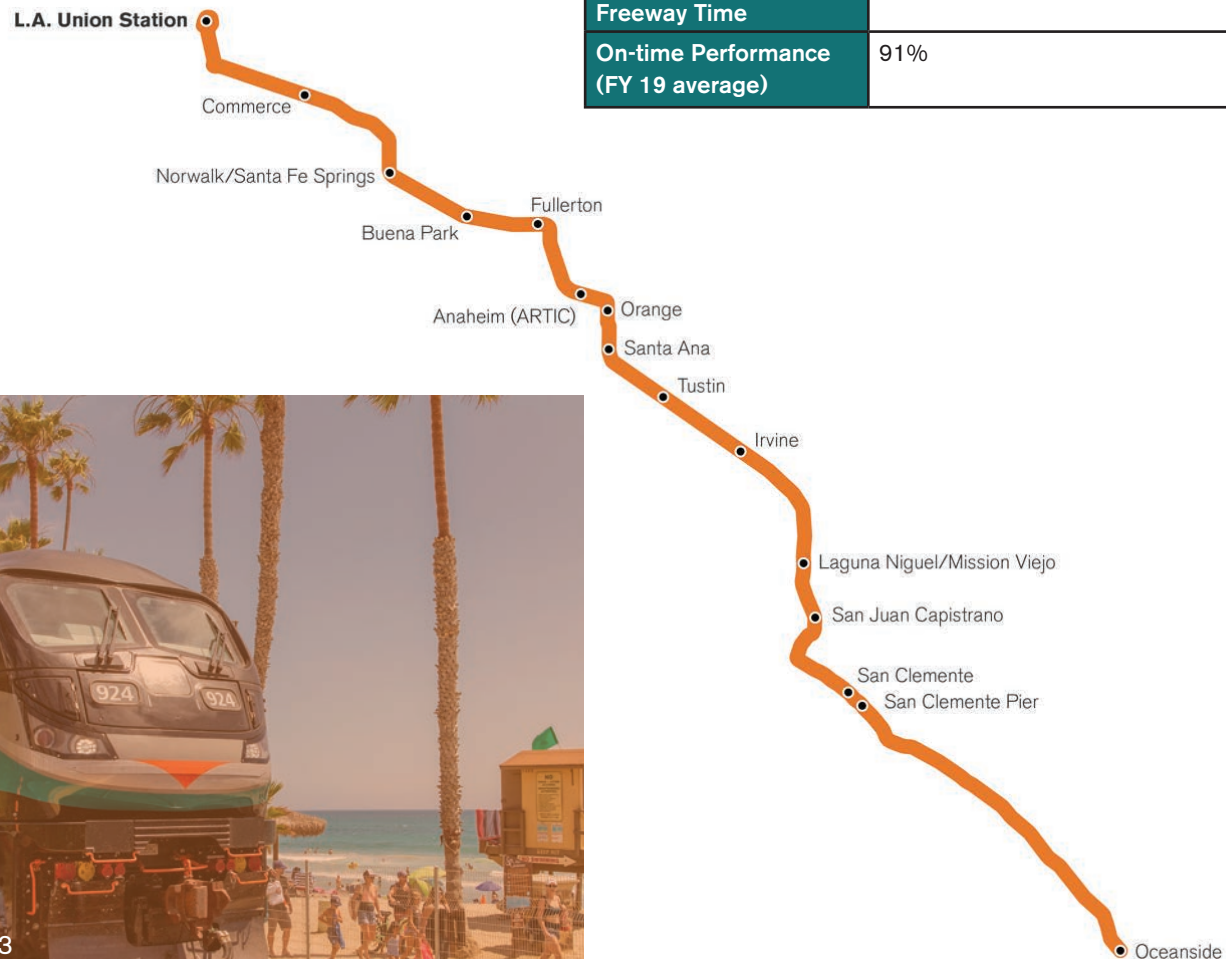 L.A. Union Station
Freeway Time
On-time Performance
(FY 19 average)
91%
Commerce
Norwalk/Santa Fe Springs
Buena Park
Fullerton
Anaheim (ARTIC)
Orange
Santa Ana
Tustin
Irvine
Laguna Niguel/Mission Viejo
San Juan Capistrano
San Clemente
San Clemente Pier
Oceanside
924
924
NO
3